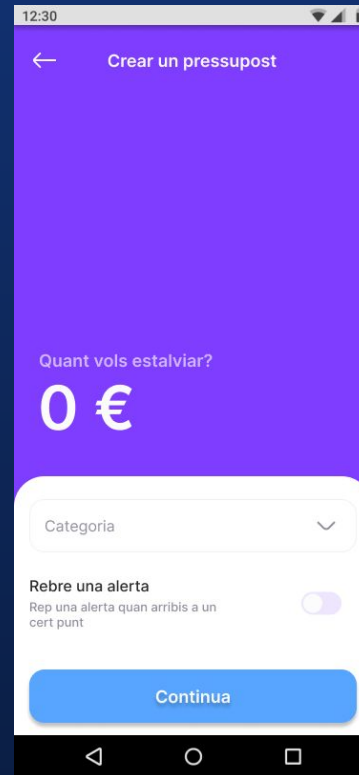 12:30
Crear un pressupost
Quant vols estalviar?
0 €
Categoria
Rebre una alerta
Rep una alerta quan arribis a un
cert punt
Continua